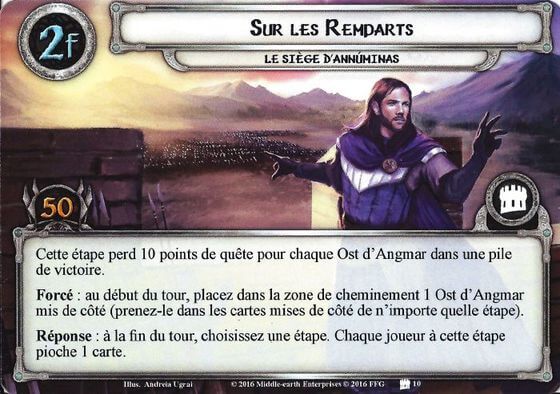 2F
SUR LES REMPARTS
LE SIÈGE D'ANNÚMINAS
50
Cette étape perd 10 points de quête pour chaque Ost d'Angmar dans une pile
de victoire.
Forcé : au début du tour, placez dans la zone de cheminement 1 Ost d'Angmar
mis de côté (prenez-le dans les cartes mises de côté de n'importe quelle étape).
Réponse : à la fin du tour, choisissez une étape. Chaque joueur à cette étape
pioche 1 carte.
Illus. Andreia Ugrai © 2016 Middle-earth Enterprises © 2016 FFG 10